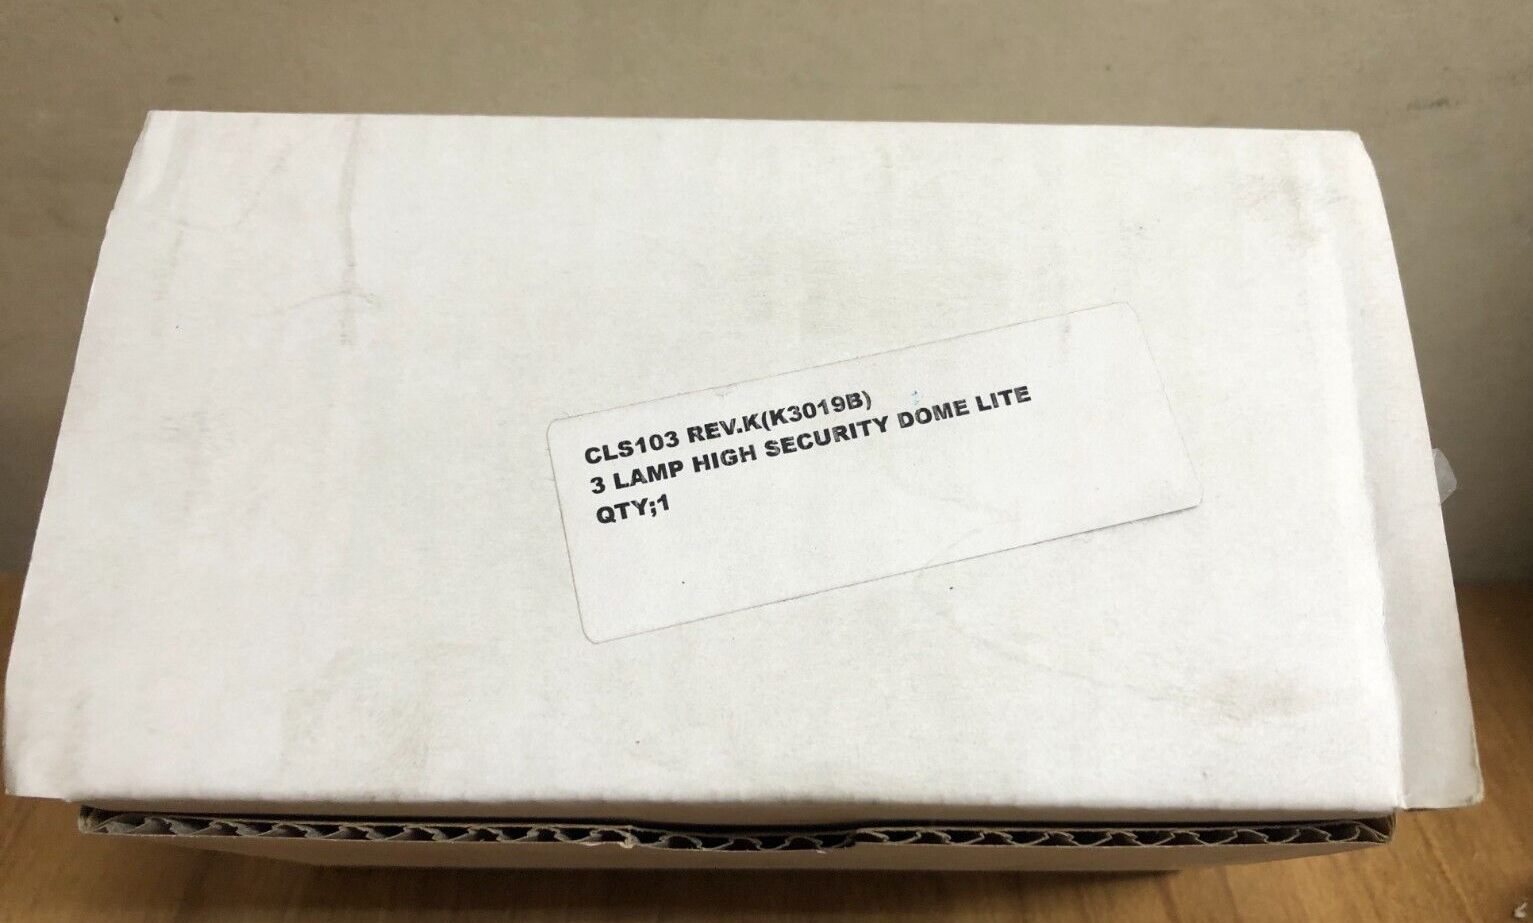 CLS103 REV.K(K3019B)
3 LAMP HIGH SECURITY DOME LITE
QTY;1